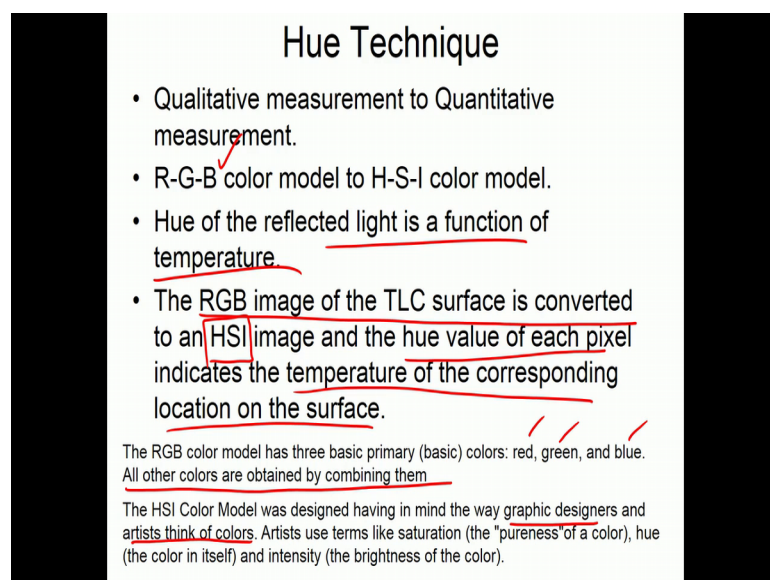 Hue Technique
• Qualitative measurement to Quantitative
measurement.
• R-G-B color model to H-S-I color model.
• Hue of the reflected light is a function of
temperature.
• The RGB image of the TLC surface is converted
to an HSI image and the hue value of each pixel
indicates the temperature of the corresponding
location on the surface.
The RGB color model has three basic primary (basic) colors: red, green, and blue.
All other colors are obtained by combining them
The HSI Color Model was designed having in mind the way graphic designers and
artists think of colors. Artists use terms like saturation (the "pureness"of a color), hue
(the color in itself) and intensity (the brightness of the color).